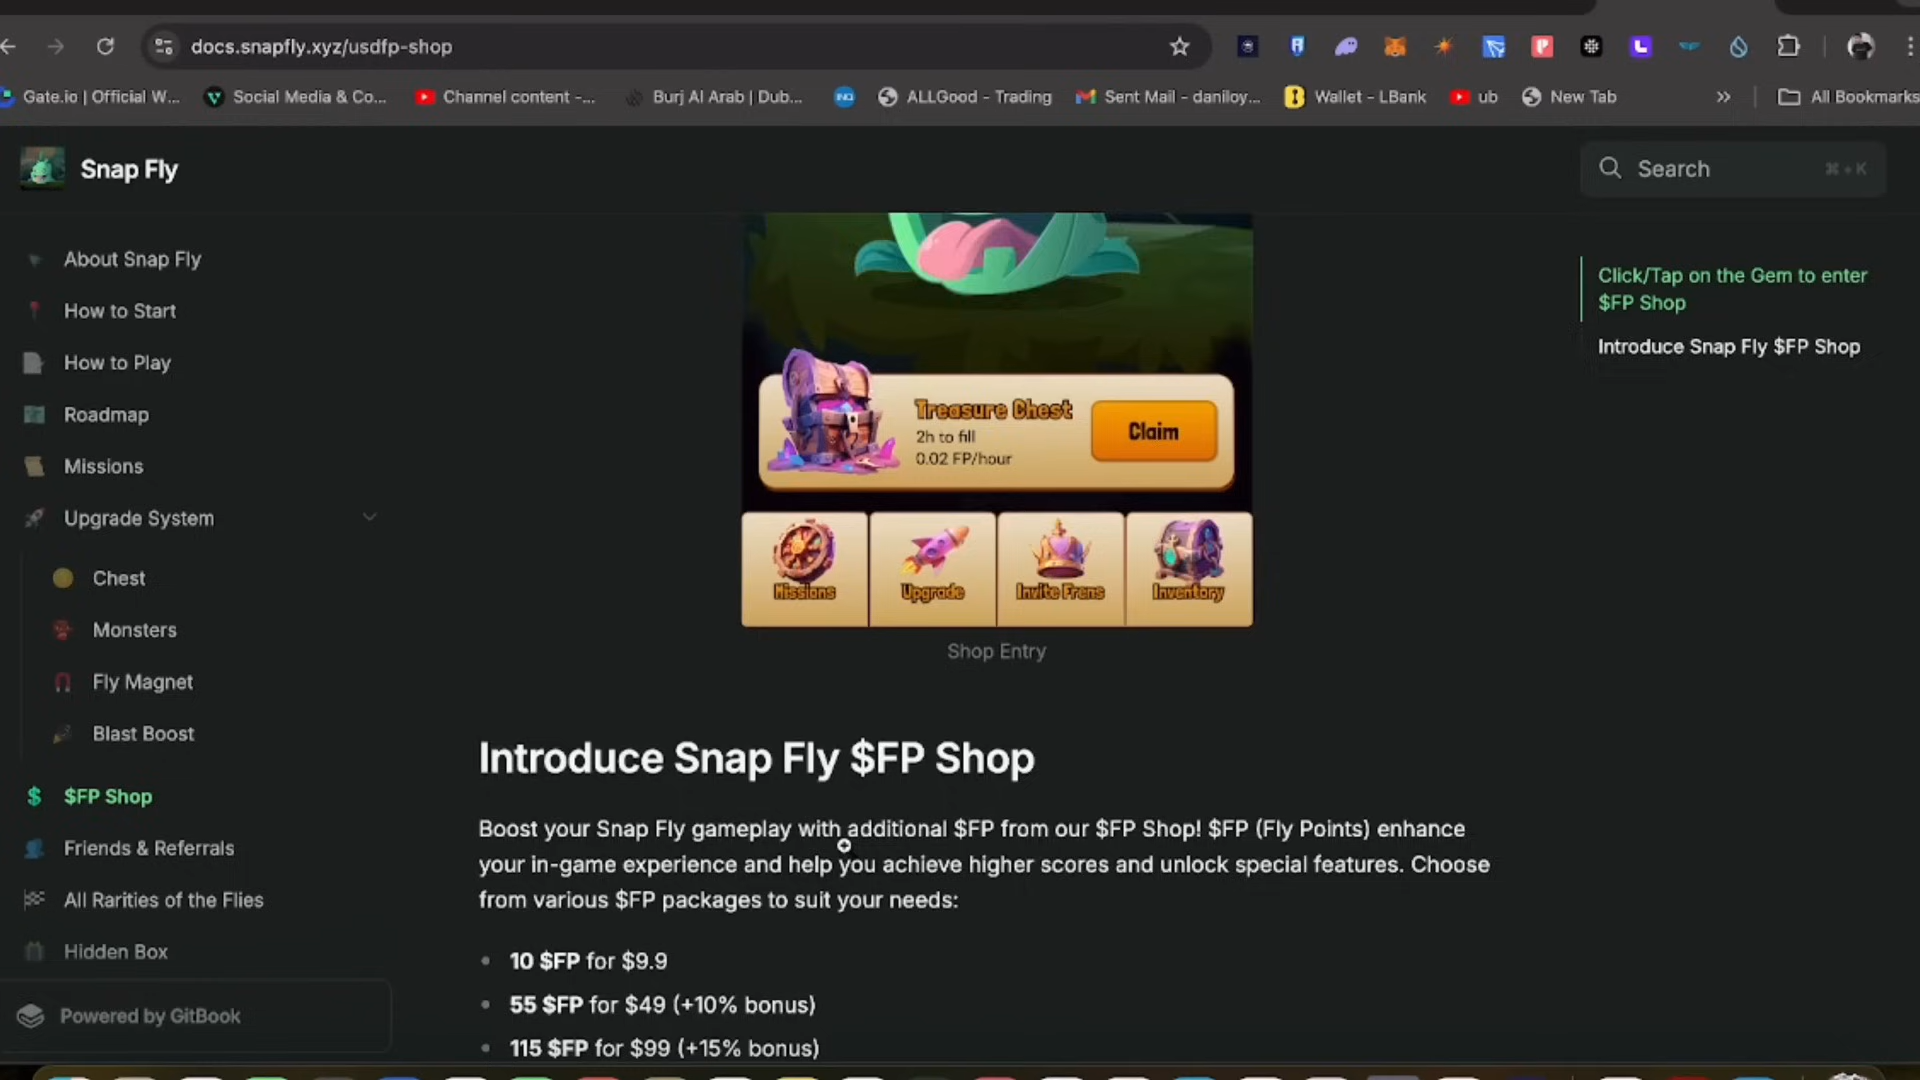 docs.snapfly.xyz/usdfp-shop
Gate.io | Official W...
Social Media & Co...
Channel content -...
Burj Al Arab | Dub...
ALLGood - Trading
Sent Mail - daniloy...
Wallet - LBank
ub
New Tab
»
All Bookmarks
Snap Fly
Search
⌘ + K
About Snap Fly
How to Start
How to Play
Roadmap
Missions
Upgrade System
Chest
Monsters
Fly Magnet
Blast Boost
$FP Shop
Friends & Referrals
All Rarities of the Flies
Hidden Box
Powered by GitBook
Treasure Chest
2h to fill
0.02 FP/hour
Claim
Missions
Upgrade
Invite Frens
Inventory
Shop Entry
Introduce Snap Fly $FP Shop
Boost your Snap Fly gameplay with additional $FP from our $FP Shop! $FP (Fly Points) enhance
your in-game experience and help you achieve higher scores and unlock special features. Choose
from various $FP packages to suit your needs:
• 10 $FP for $9.9
• 55 $FP for $49 (+10% bonus)
• 115 $FP for $99 (+15% bonus)
Click/Tap on the Gem to enter
$FP Shop
Introduce Snap Fly $FP Shop